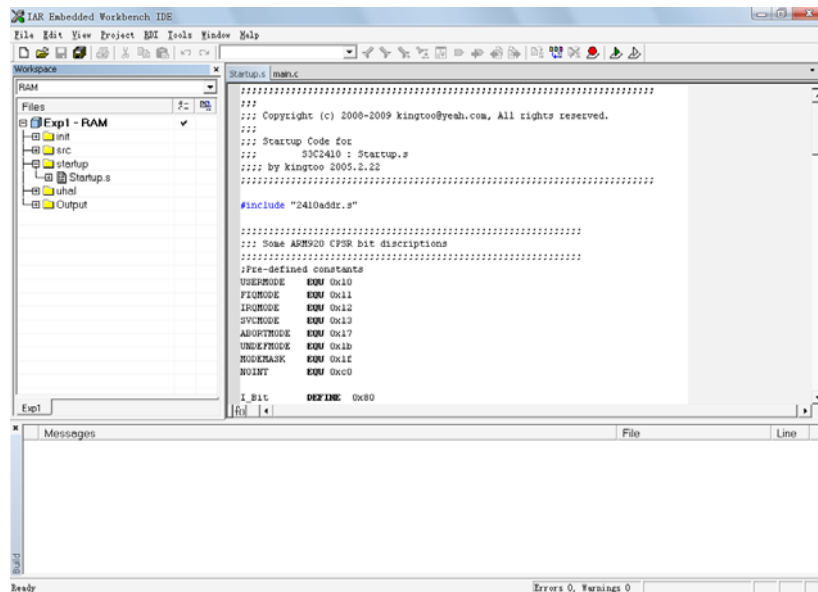 IAR Embedded Workbench IDE
File Edit View Project RDI Tools Window Help
Workspace
RAM
Files
Exp1 - RAM
init
src
startup
Startup.s
uhal
Output
Exp1
Startup.s main.c
;;;;;;;;;;;;;;;;;;;;;;;;;;;;;;;;;;;;;;;;;;;;;;;;;;;;;;;;;;;;;;;;;;;;;;;;;;;
;;;
;;; Copyright (c) 2008-2009 kingtoo@yeah.com, All rights reserved.
;;;
;;; Startup Code for
;;; S3C2410 : Startup.s
;;;; by kingtoo 2005.2.22
;;;;;;;;;;;;;;;;;;;;;;;;;;;;;;;;;;;;;;;;;;;;;;;;;;;;;;;;;;;;;;;;;;;;;;;;;;;
#include "2410addr.s"
;;;;;;;;;;;;;;;;;;;;;;;;;;;;;;;;;;;;;;;;;;;;;;;;;;;;;;;;;;;;;;
;;; Some ARM920 CPSR bit discriptions
;;;;;;;;;;;;;;;;;;;;;;;;;;;;;;;;;;;;;;;;;;;;;;;;;;;;;;;;;;;;;;
;Pre-defined constants
USERMODE EQU 0x10
FIQMODE EQU 0x11
IRQMODE EQU 0x12
SVCMODE EQU 0x13
ABORTMODE EQU 0x17
UNDEFMODE EQU 0x1b
MODEMASK EQU 0x1f
NOINT EQU 0xc0
I_Bit DEFINE 0x80
f()
Messages File Line
Build
Ready Errors 0, Warnings 0